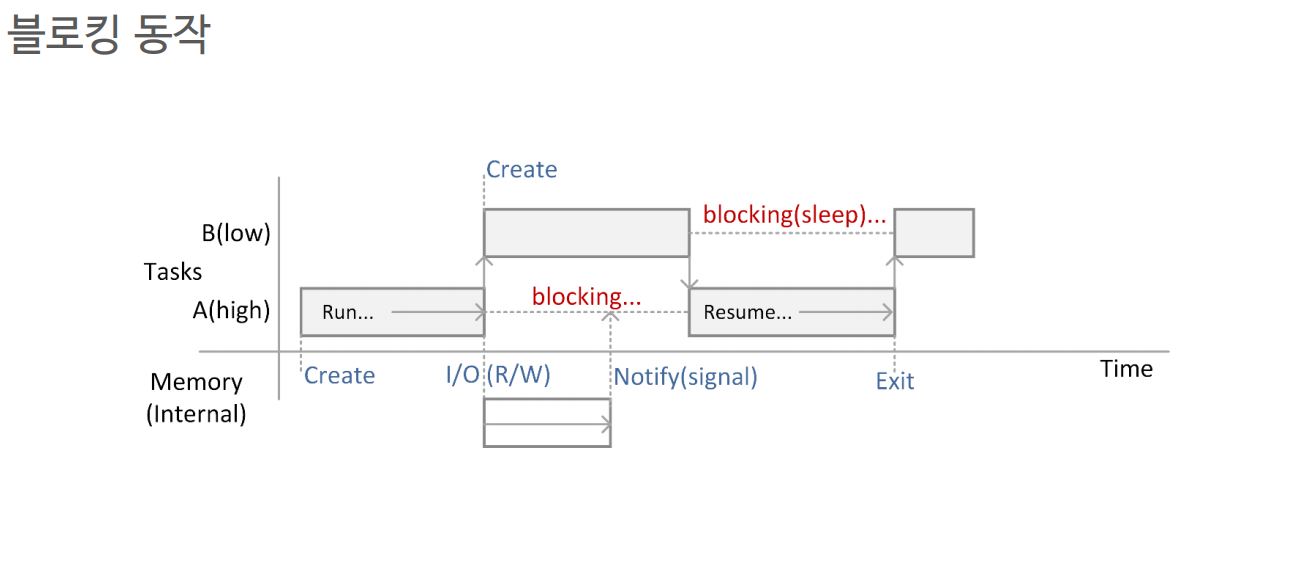 블로킹 동작
Create
B(low)
blocking(sleep)...
Tasks
A(high)
Run...
blocking...
Resume...
Create
I/O (R/W)
Notify(signal)
Exit
Time
Memory
(Internal)